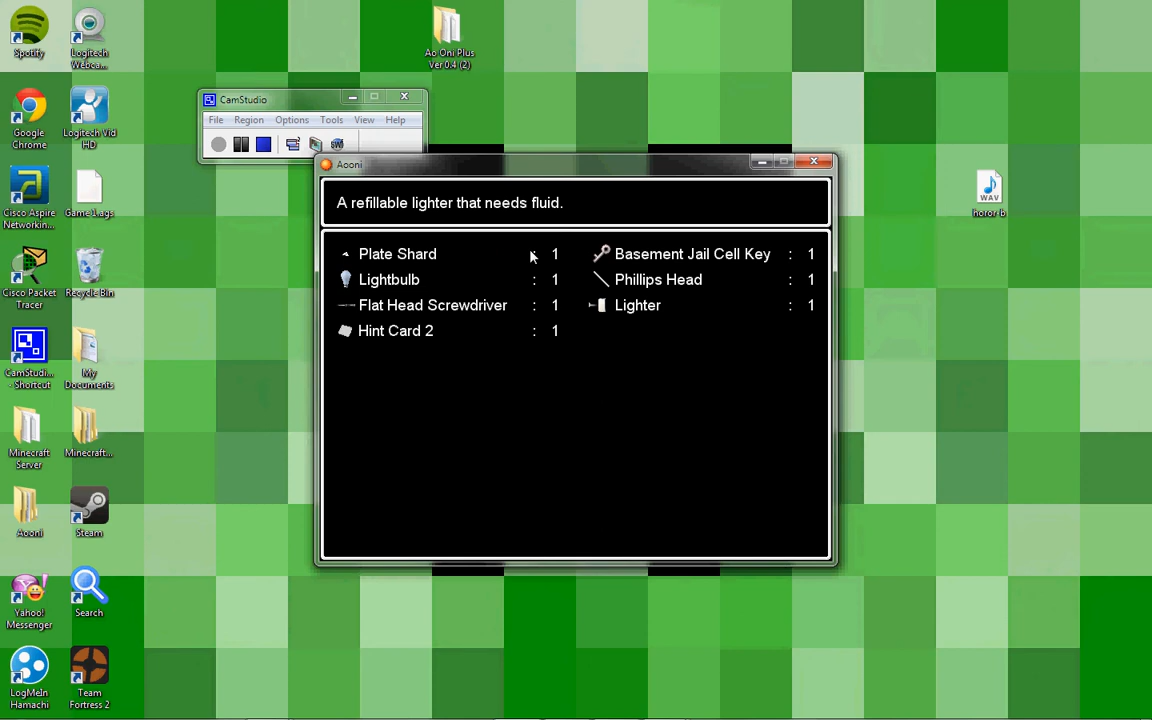 Spotify
Logitech
Webca...
Ao Oni Plus
Ver 0.4 (2)
Google
Chrome
Logitech Vid
HD
CamStudio
File Region Options Tools View Help
Aooni
A refillable lighter that needs fluid.
Plate Shard : 1
Basement Jail Cell Key : 1
Lightbulb : 1
Phillips Head : 1
Flat Head Screwdriver : 1
Lighter : 1
Hint Card 2 : 1
Cisco Aspire
Networkin...
Game 1.ags
WAV
horor-b
Cisco Packet
Tracer
Recycle Bin
CamStudi...
- Shortcut
My
Documents
Minecraft
Server
Minecraft...
Aooni
Steam
Yahoo!
Messenger
Search
LogMeIn
Hamachi
Team
Fortress 2